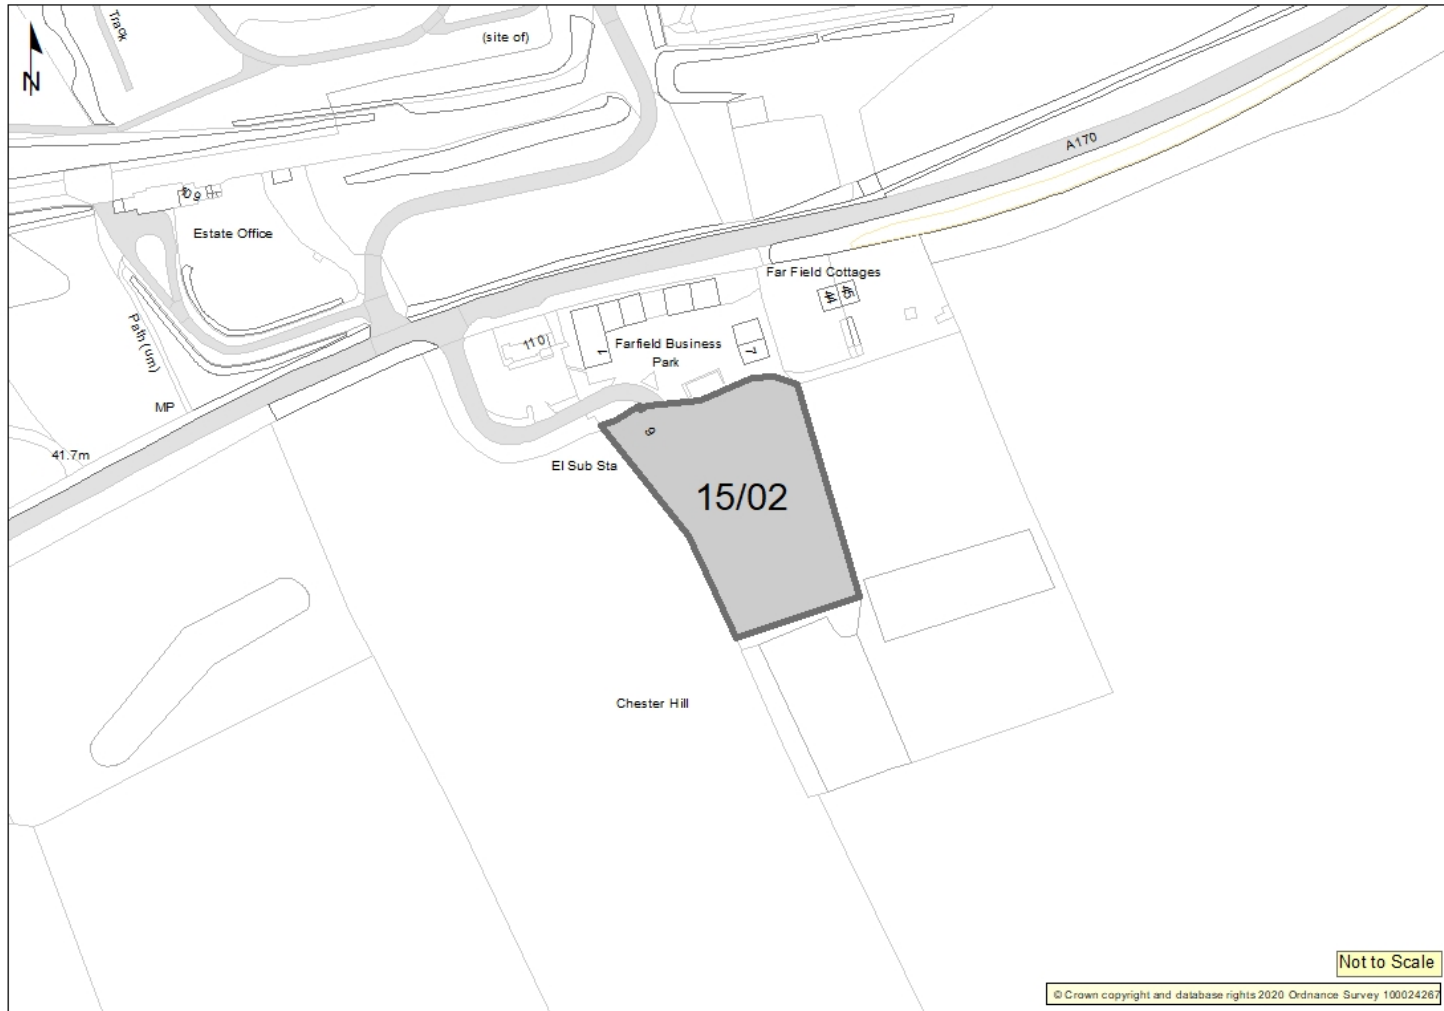 Track
(site of)
N
A170
109
Estate Office
Far Field Cottages
44
45
Path (um)
110
1
Farfield Business
Park
7
MP
9
41.7m
El Sub Sta
15/02
Chester Hill
Not to Scale
© Crown copyright and database rights 2020 Ordnance Survey 100024267